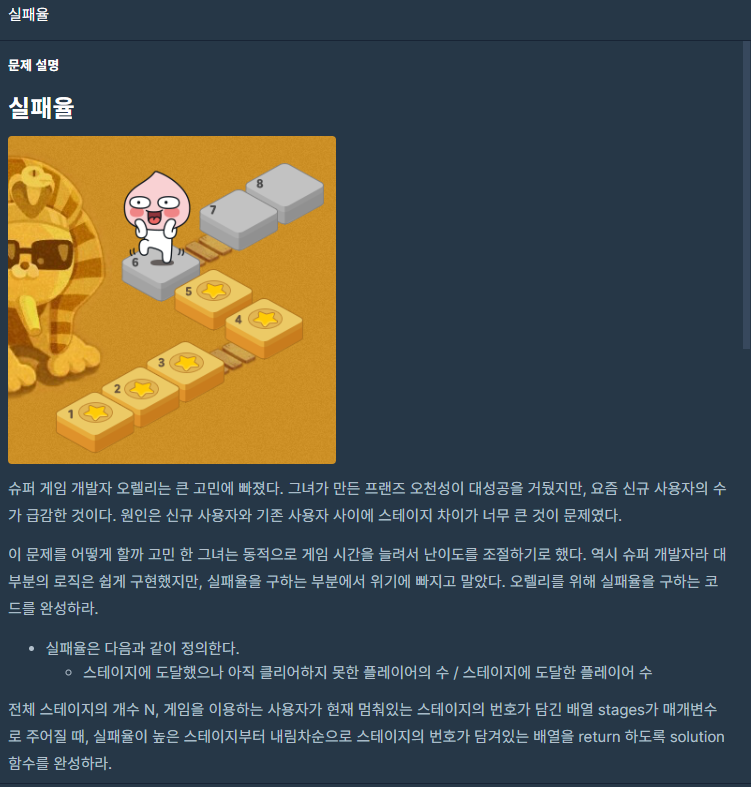 실패율
문제 설명
실패율
8
7
6
5
4
3
2
1
슈퍼 게임 개발자 오렐리는 큰 고민에 빠졌다. 그녀가 만든 프랜즈 오천성이 대성공을 거뒀지만, 요즘 신규 사용자의 수
가 급감한 것이다. 원인은 신규 사용자와 기존 사용자 사이에 스테이지 차이가 너무 큰 것이 문제였다.
이 문제를 어떻게 할까 고민 한 그녀는 동적으로 게임 시간을 늘려서 난이도를 조절하기로 했다. 역시 슈퍼 개발자라 대
부분의 로직은 쉽게 구현했지만, 실패율을 구하는 부분에서 위기에 빠지고 말았다. 오렐리를 위해 실패율을 구하는 코
드를 완성하라.
• 실패율은 다음과 같이 정의한다.
◦ 스테이지에 도달했으나 아직 클리어하지 못한 플레이어의 수 / 스테이지에 도달한 플레이어 수
전체 스테이지의 개수 N, 게임을 이용하는 사용자가 현재 멈춰있는 스테이지의 번호가 담긴 배열 stages가 매개변수
로 주어질 때, 실패율이 높은 스테이지부터 내림차순으로 스테이지의 번호가 담겨있는 배열을 return 하도록 solution
함수를 완성하라.